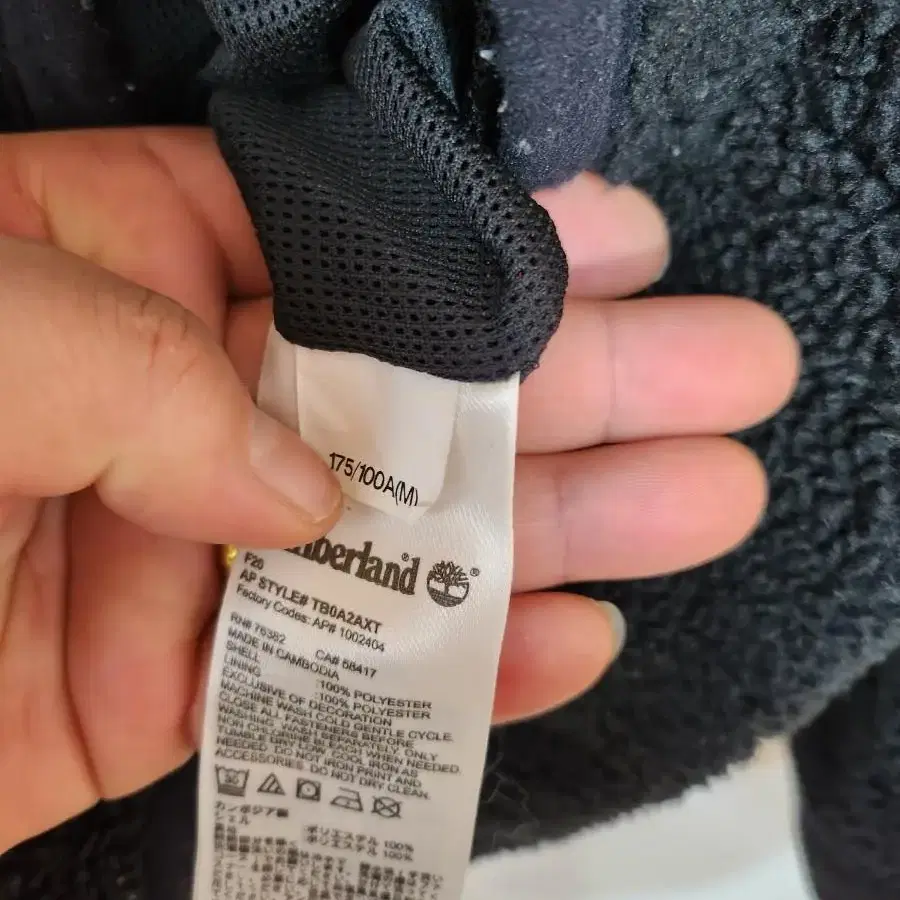 175/100A(M)
mberland®
F20
AP STYLE# TB0A2AXT
Factory Codes: AP# 1002404
RN# 76382 CA# 58417
MADE IN CAMBODIA
SHELL :100% POLYESTER
LINING :100% POLYESTER
EXCLUSIVE OF DECORATION
MACHINE WASH COLD GENTLE CYCLE.
CLOSE ALL FASTENERS BEFORE
WASHING. WASH SEPARATELY. ONLY
NON CHLORINE BLEACH WHEN NEEDED.
TUMBLE DRY LOW. COOL IRON AS
NEEDED. DO NOT IRON PRINT AND
ACCESSORIES. DO NOT DRY CLEAN.
カンボジア製
シェル ポリエステル 100%
ポリエステル 100%